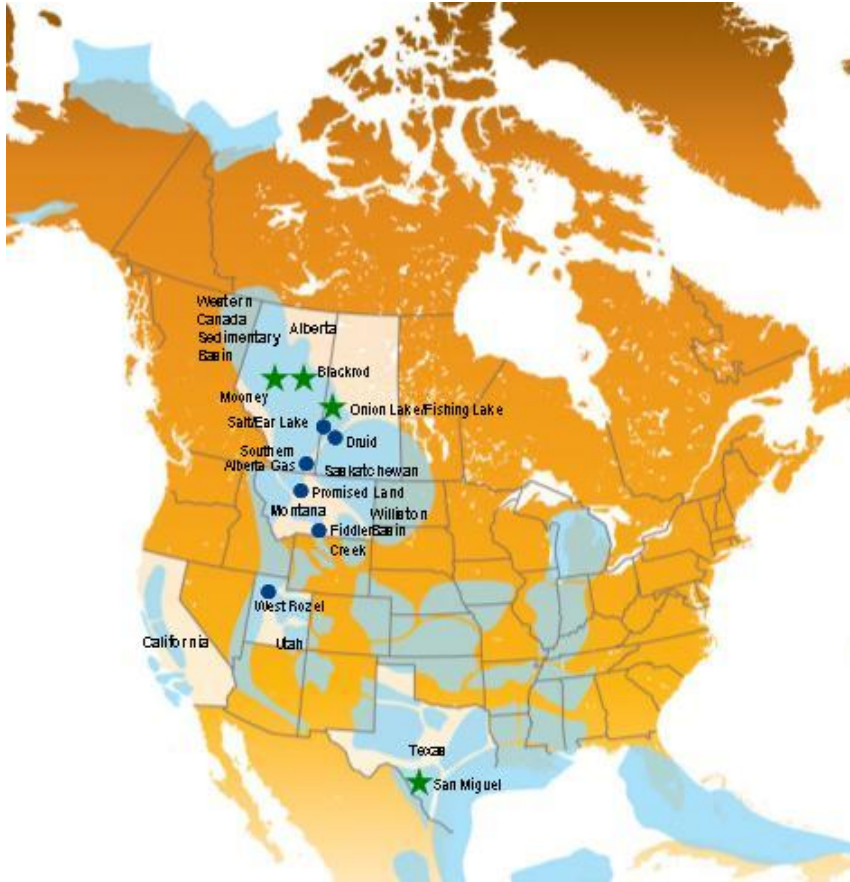 Western
Canada
Sedimentary
Basin
Alberta
Blackrod
Mooney
Onion Lake/Fishing Lake
Salt/Ear Lake
Druid
Southern
Alberta Gas
Saskatchewan
Promised Land
Montana
Williston
Basin
Fiddler
Creek
West Rozel
California
Utah
Texas
San Miguel